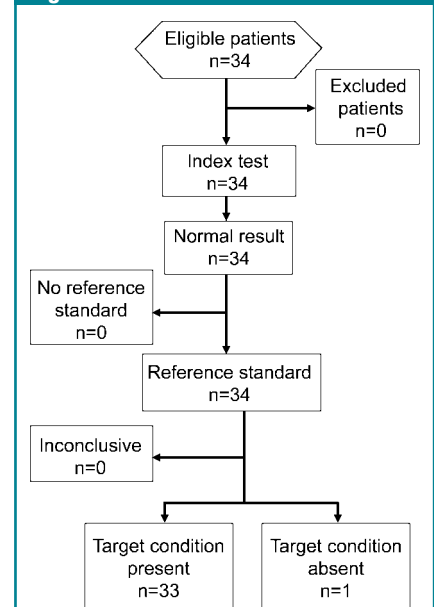 Eligible patients
n=34
Excluded
patients
n=0
Index test
n=34
Normal result
n=34
No reference
standard
n=0
Reference standard
n=34
Inconclusive
n=0
Target condition
present
n=33
Target condition
absent
n=1